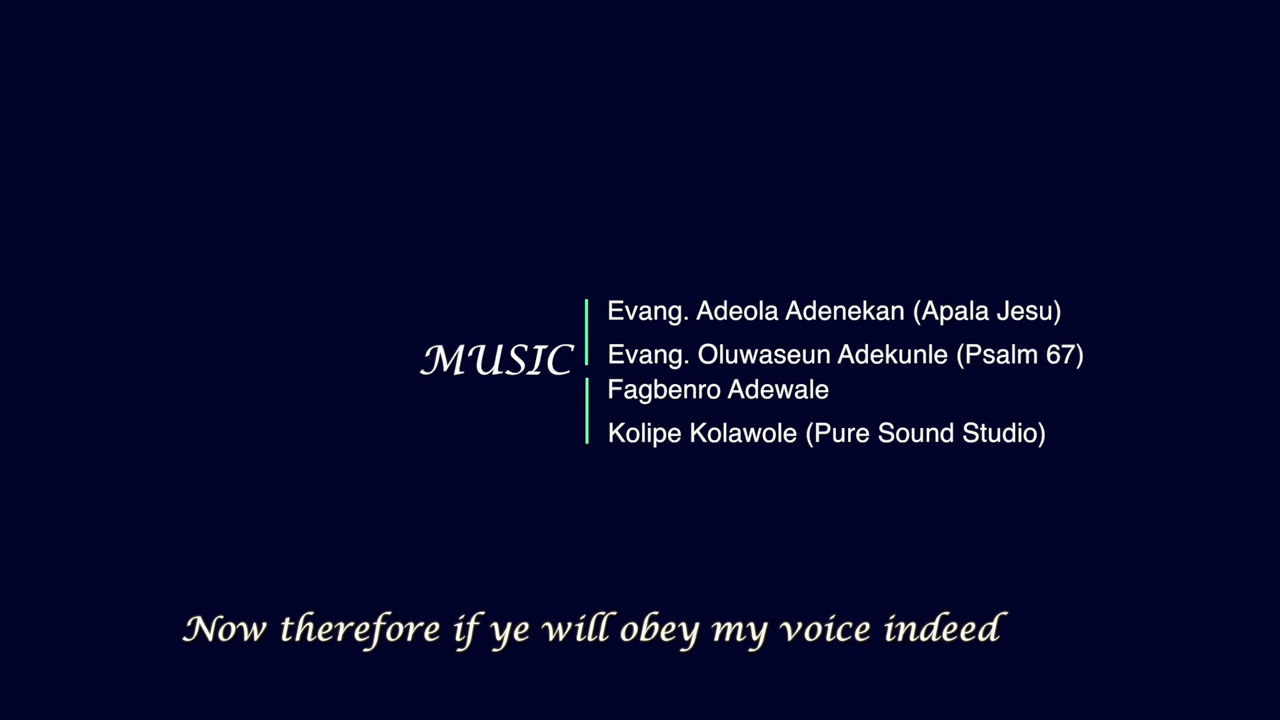 MUSIC
Evang. Adeola Adenekan (Apala Jesu)
Evang. Oluwaseun Adekunle (Psalm 67)
Fagbenro Adewale
Kolipe Kolawole (Pure Sound Studio)
Now therefore if ye will obey my voice indeed